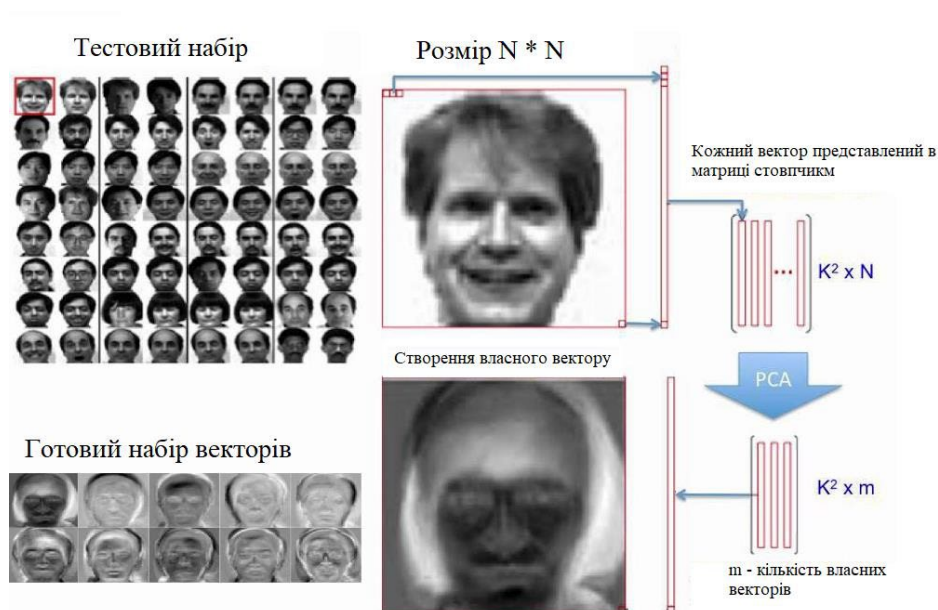 Тестовий набір
Розмір N * N
Кожний вектор представлений в
матриці стовпчикм
K² x N
Створення власного вектору
PCA
Готовий набір векторів
K² x m
m - кількість власних
векторів